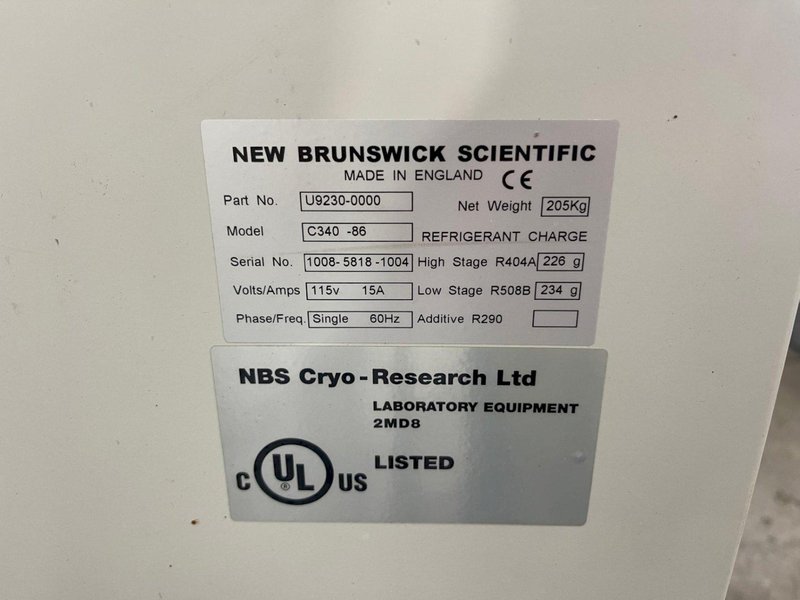 NEW BRUNSWICK SCIENTIFIC
MADE IN ENGLAND CE
Part No. U9230-0000 Net Weight 205Kg
Model C340 -86 REFRIGERANT CHARGE
Serial No. 1008-5818-1004 High Stage R404A 226 g
Volts/Amps 115v 15A Low Stage R508B 234 g
Phase/Freq. Single 60Hz Additive R290
NBS Cryo-Research Ltd
LABORATORY EQUIPMENT
2MD8
C UL ® US LISTED